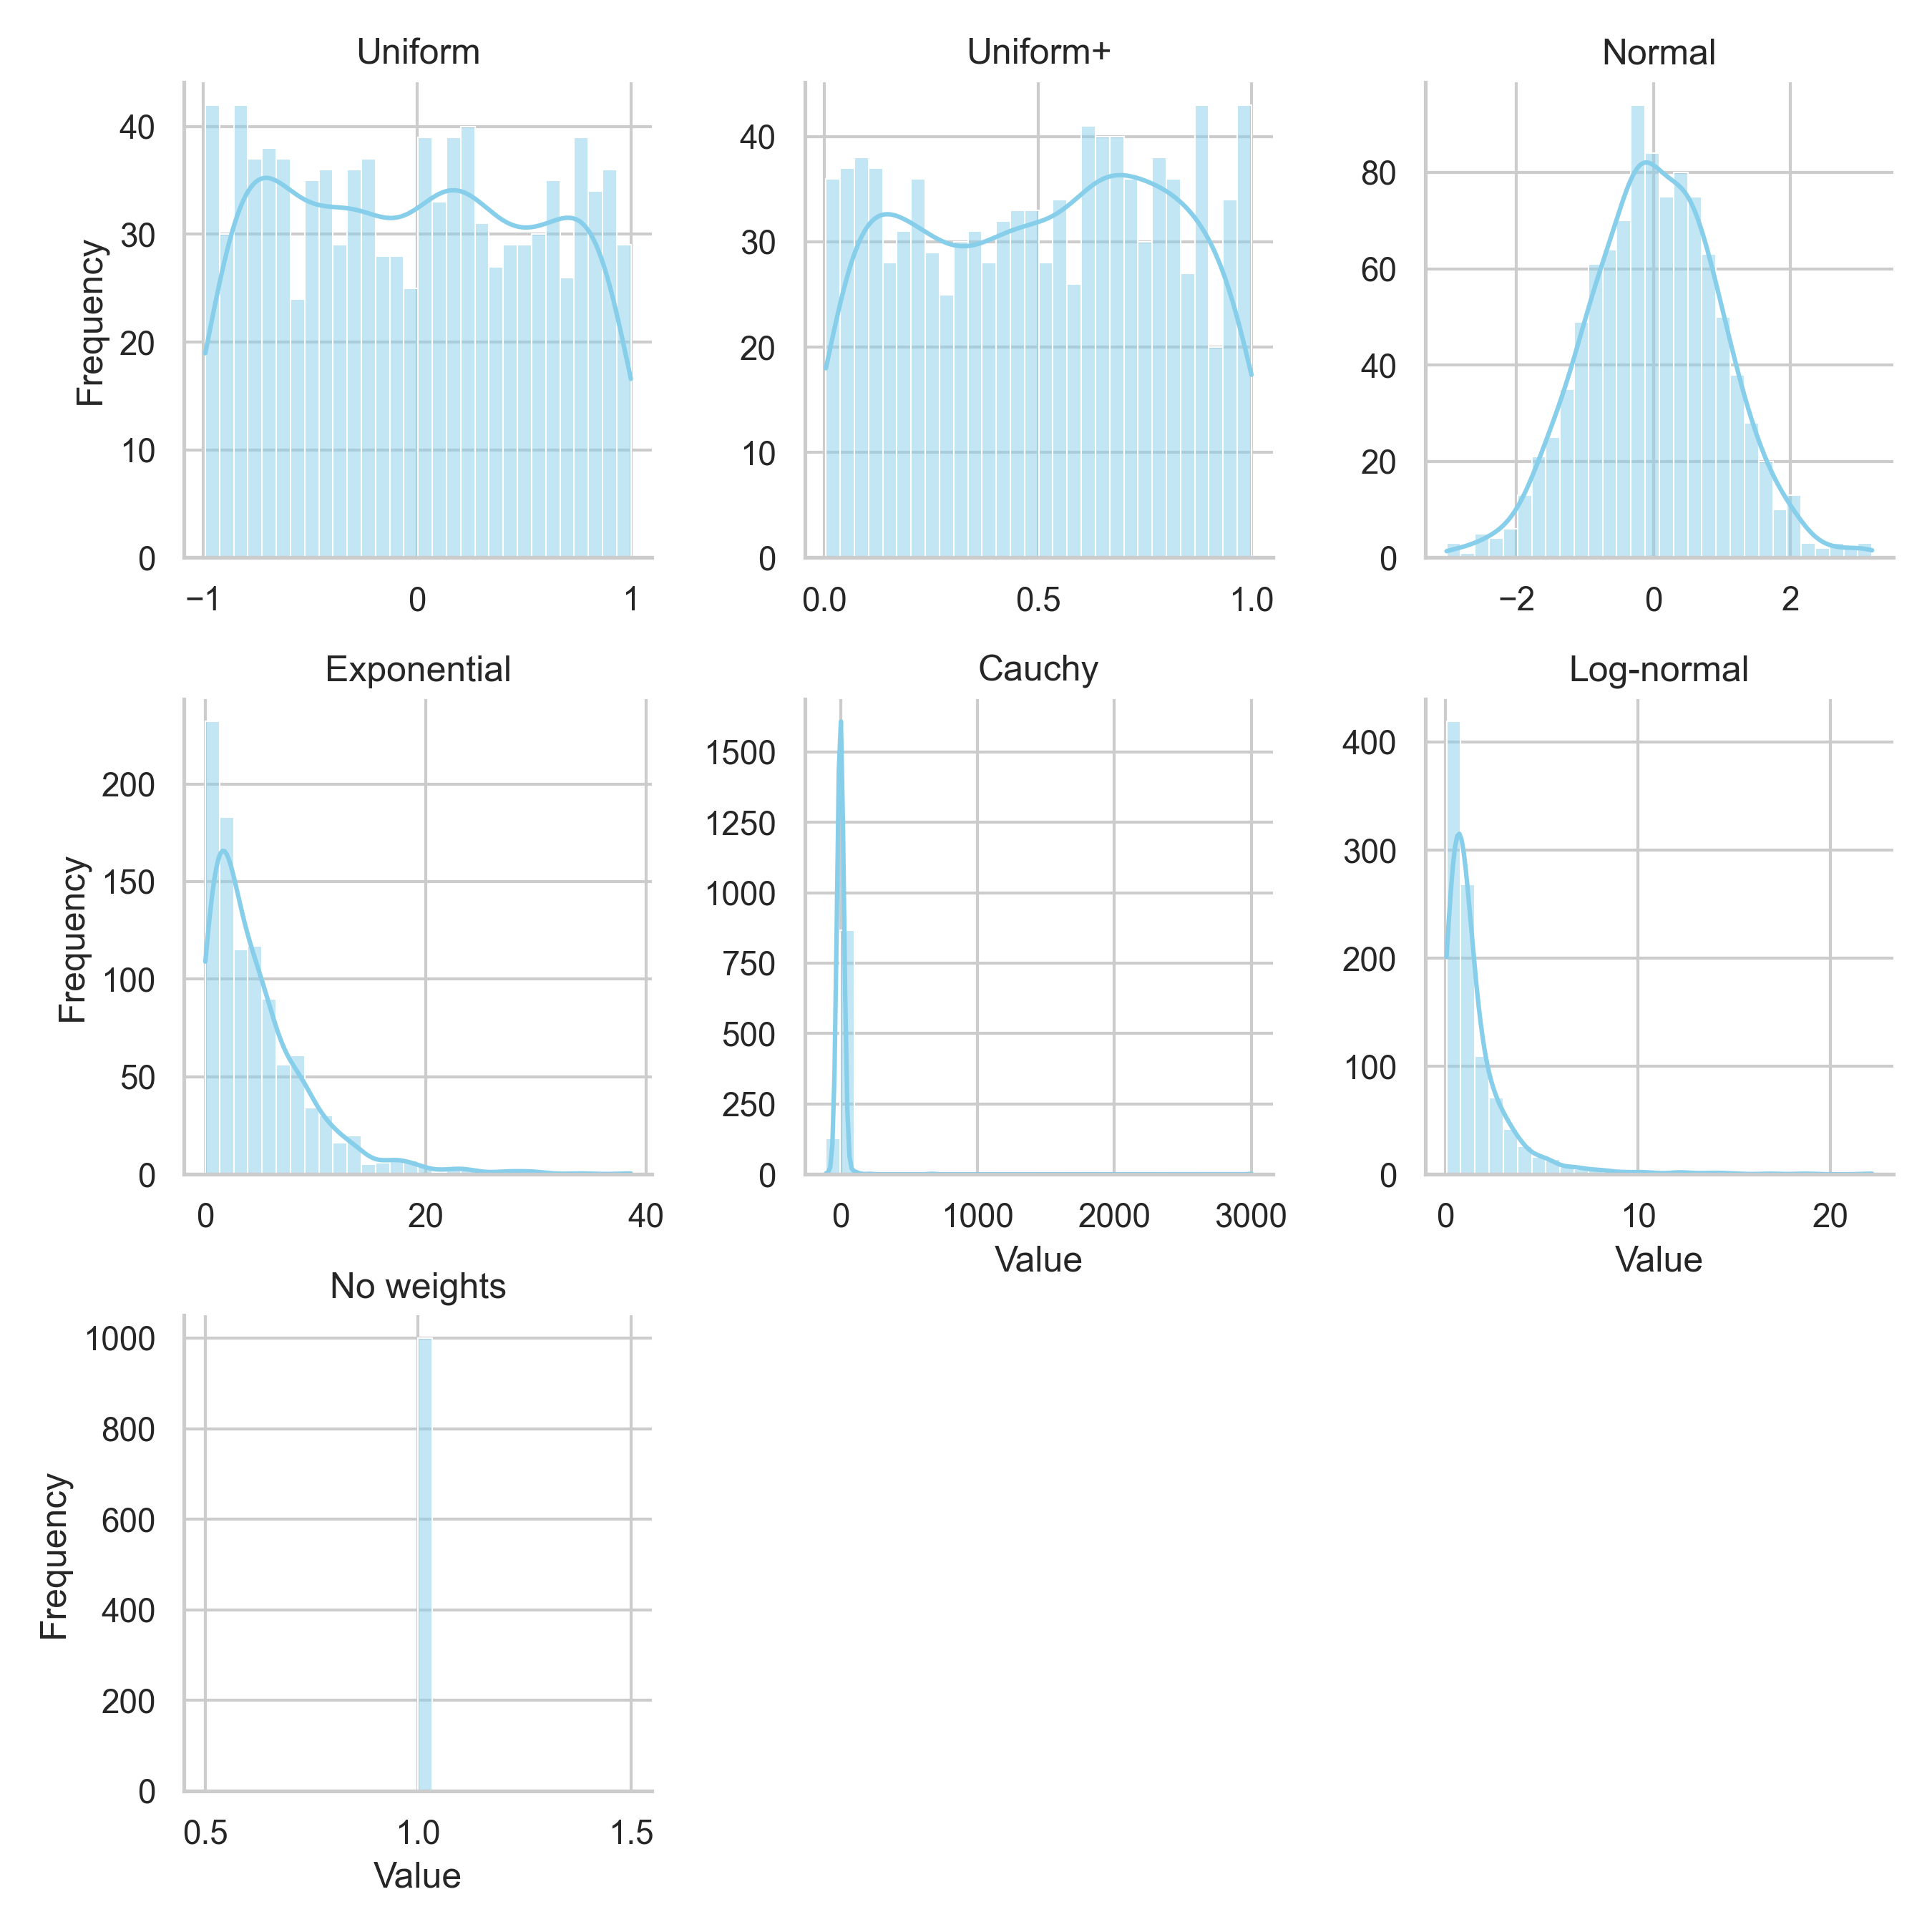 Uniform
Uniform+
Normal
Frequency
40
30
20
10
0
−1 0 1
40
30
20
10
0
0.0 0.5 1.0
80
60
40
20
0
−2 0 2
Exponential
Cauchy
Log-normal
Frequency
200
150
100
50
0
0 20 40
1500
1250
1000
750
500
250
0
0 1000 2000 3000
Value
400
300
200
100
0
0 10 20
Value
No weights
Frequency
1000
800
600
400
200
0
0.5 1.0 1.5
Value